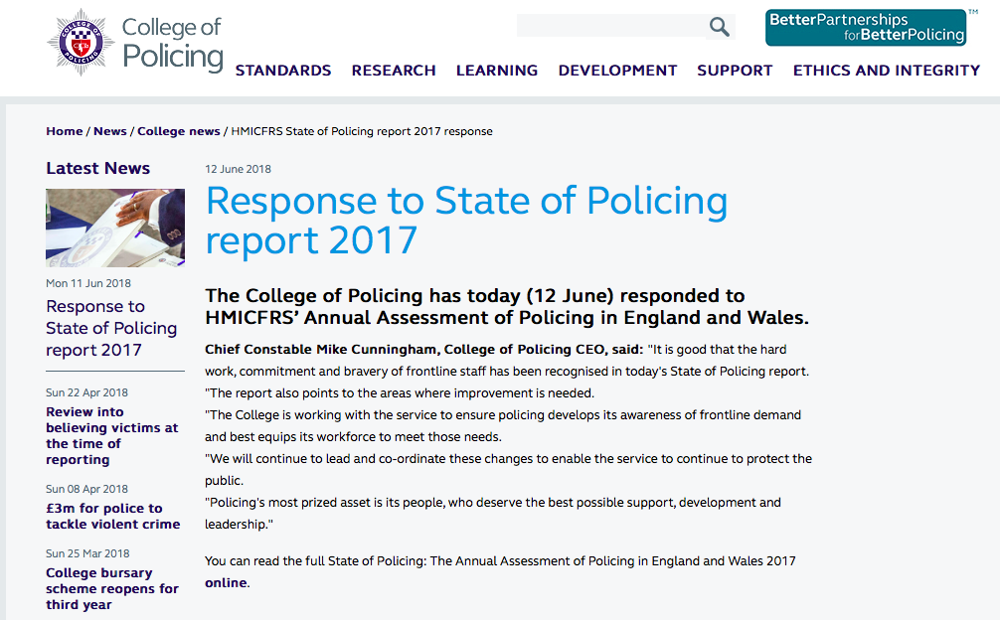 COLLEGE OF
POLICING
College of
Policing
BetterPartnerships
forBetterPolicing
TM
STANDARDS RESEARCH LEARNING DEVELOPMENT SUPPORT ETHICS AND INTEGRITY
Home / News / College news / HMICFRS State of Policing report 2017 response
Latest News
Mon 11 Jun 2018
Response to
State of Policing
report 2017
Sun 22 Apr 2018
Review into
believing victims at
the time of
reporting
Sun 08 Apr 2018
£3m for police to
tackle violent crime
Sun 25 Mar 2018
College bursary
scheme reopens for
third year
12 June 2018
Response to State of Policing
report 2017
The College of Policing has today (12 June) responded to
HMICFRS’ Annual Assessment of Policing in England and Wales.
Chief Constable Mike Cunningham, College of Policing CEO, said: "It is good that the hard
work, commitment and bravery of frontline staff has been recognised in today's State of Policing report.
"The report also points to the areas where improvement is needed.
"The College is working with the service to ensure policing develops its awareness of frontline demand
and best equips its workforce to meet those needs.
"We will continue to lead and co-ordinate these changes to enable the service to continue to protect the
public.
"Policing's most prized asset is its people, who deserve the best possible support, development and
leadership."
You can read the full State of Policing: The Annual Assessment of Policing in England and Wales 2017
online.